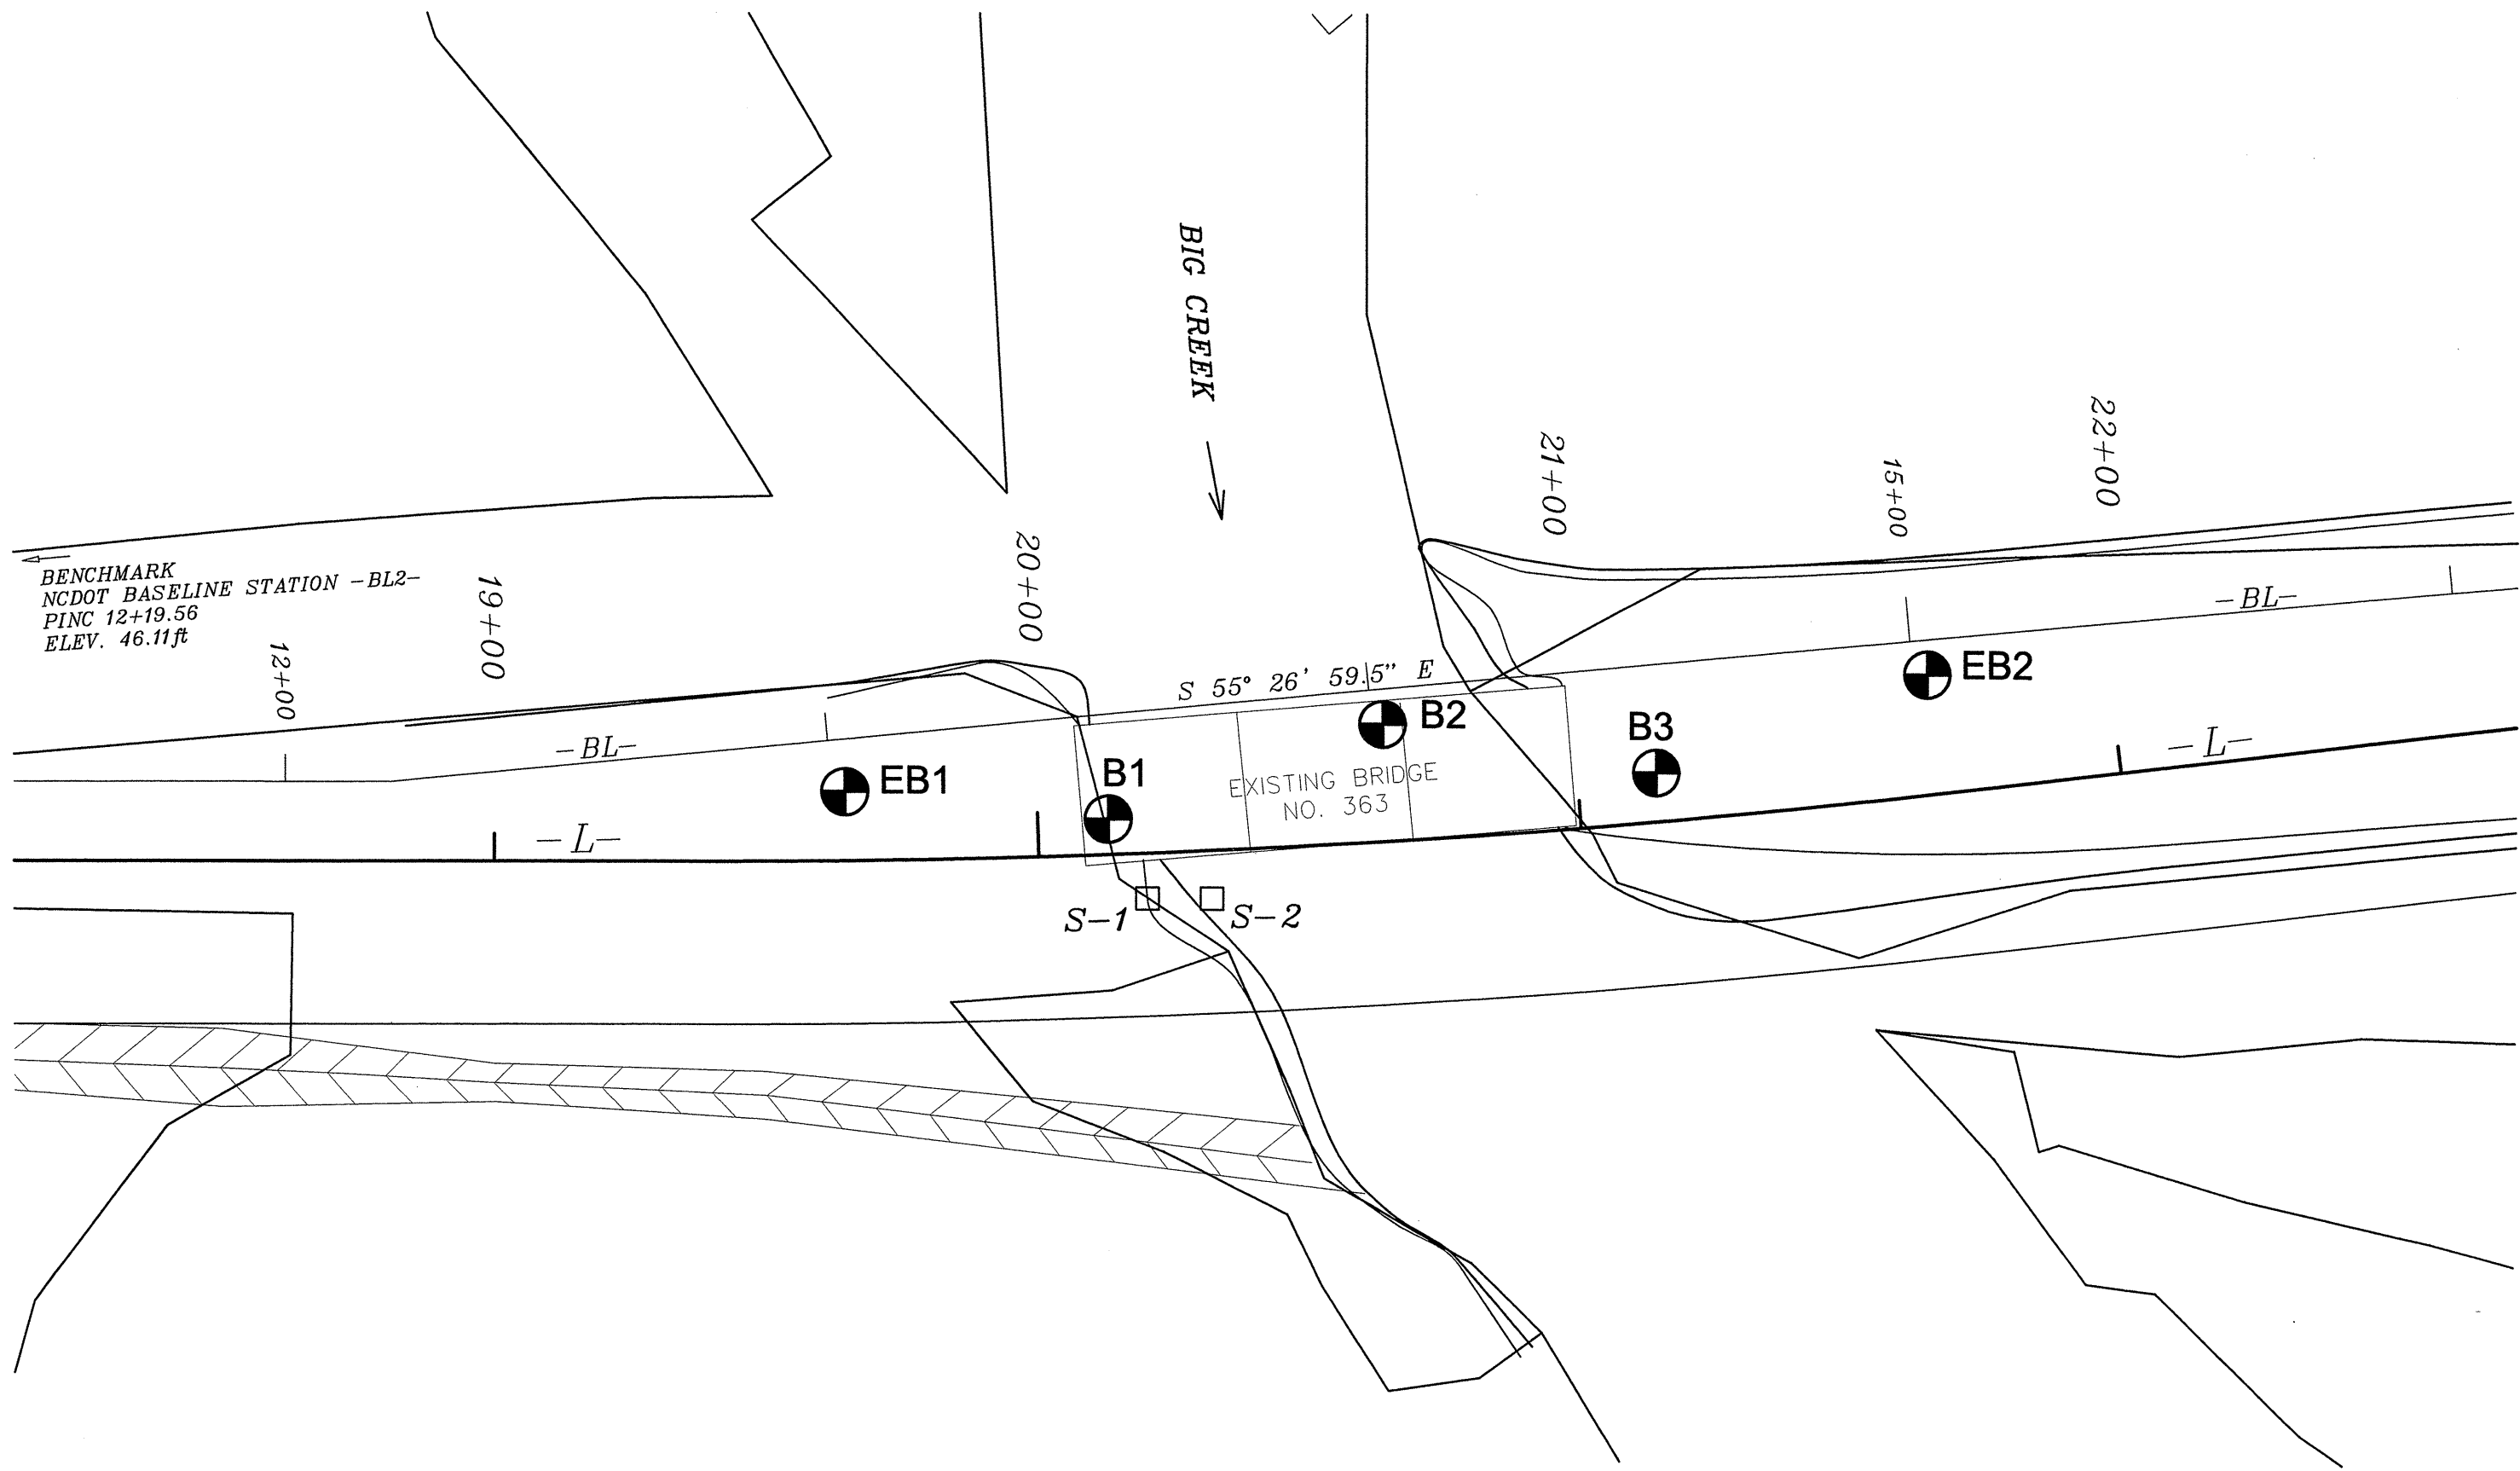 BIG CREEK
22+00
21+00
15+00
20+00
BENCHMARK
NCDOT BASELINE STATION -BL2-
PINC 12+19.56
ELEV. 46.11ft
19+00
12+00
-BL-
S 55° 26' 59.5" E
EB2
B2
B3
-BL-
-L-
EB1
B1
EXISTING BRIDGE
NO. 363
-L-
S-1
S-2